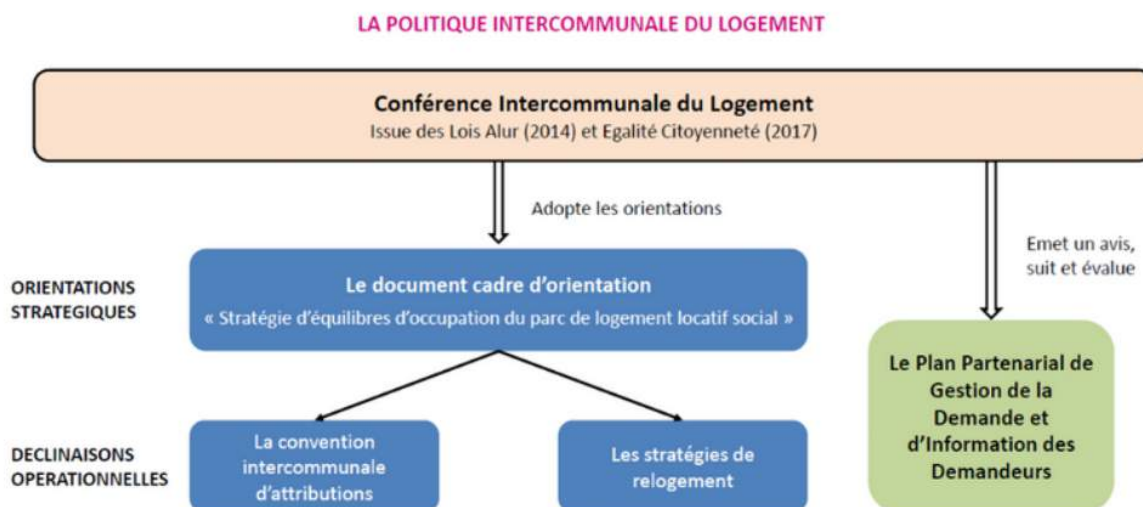 LA POLITIQUE INTERCOMMUNALE DU LOGEMENT
Conférence Intercommunale du Logement
Issue des Lois Alur (2014) et Egalité Citoyenneté (2017)
Adopte les orientations
Emet un avis,
suit et évalue
ORIENTATIONS
STRATEGIQUES
Le document cadre d'orientation
« Stratégie d'équilibres d'occupation du parc de logement locatif social »
Le Plan Partenarial de
Gestion de la
Demande et
d'Information des
Demandeurs
DECLINAISONS
OPERATIONNELLES
La convention
intercommunale
d'attributions
Les stratégies de
relogement